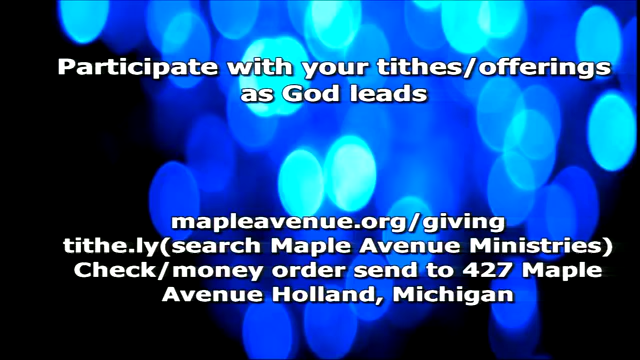 Participate with your tithes/offerings
as God leads
mapleavenue.org/giving
tithe.ly(search Maple Avenue Ministries)
Check/money order send to 427 Maple
Avenue Holland, Michigan